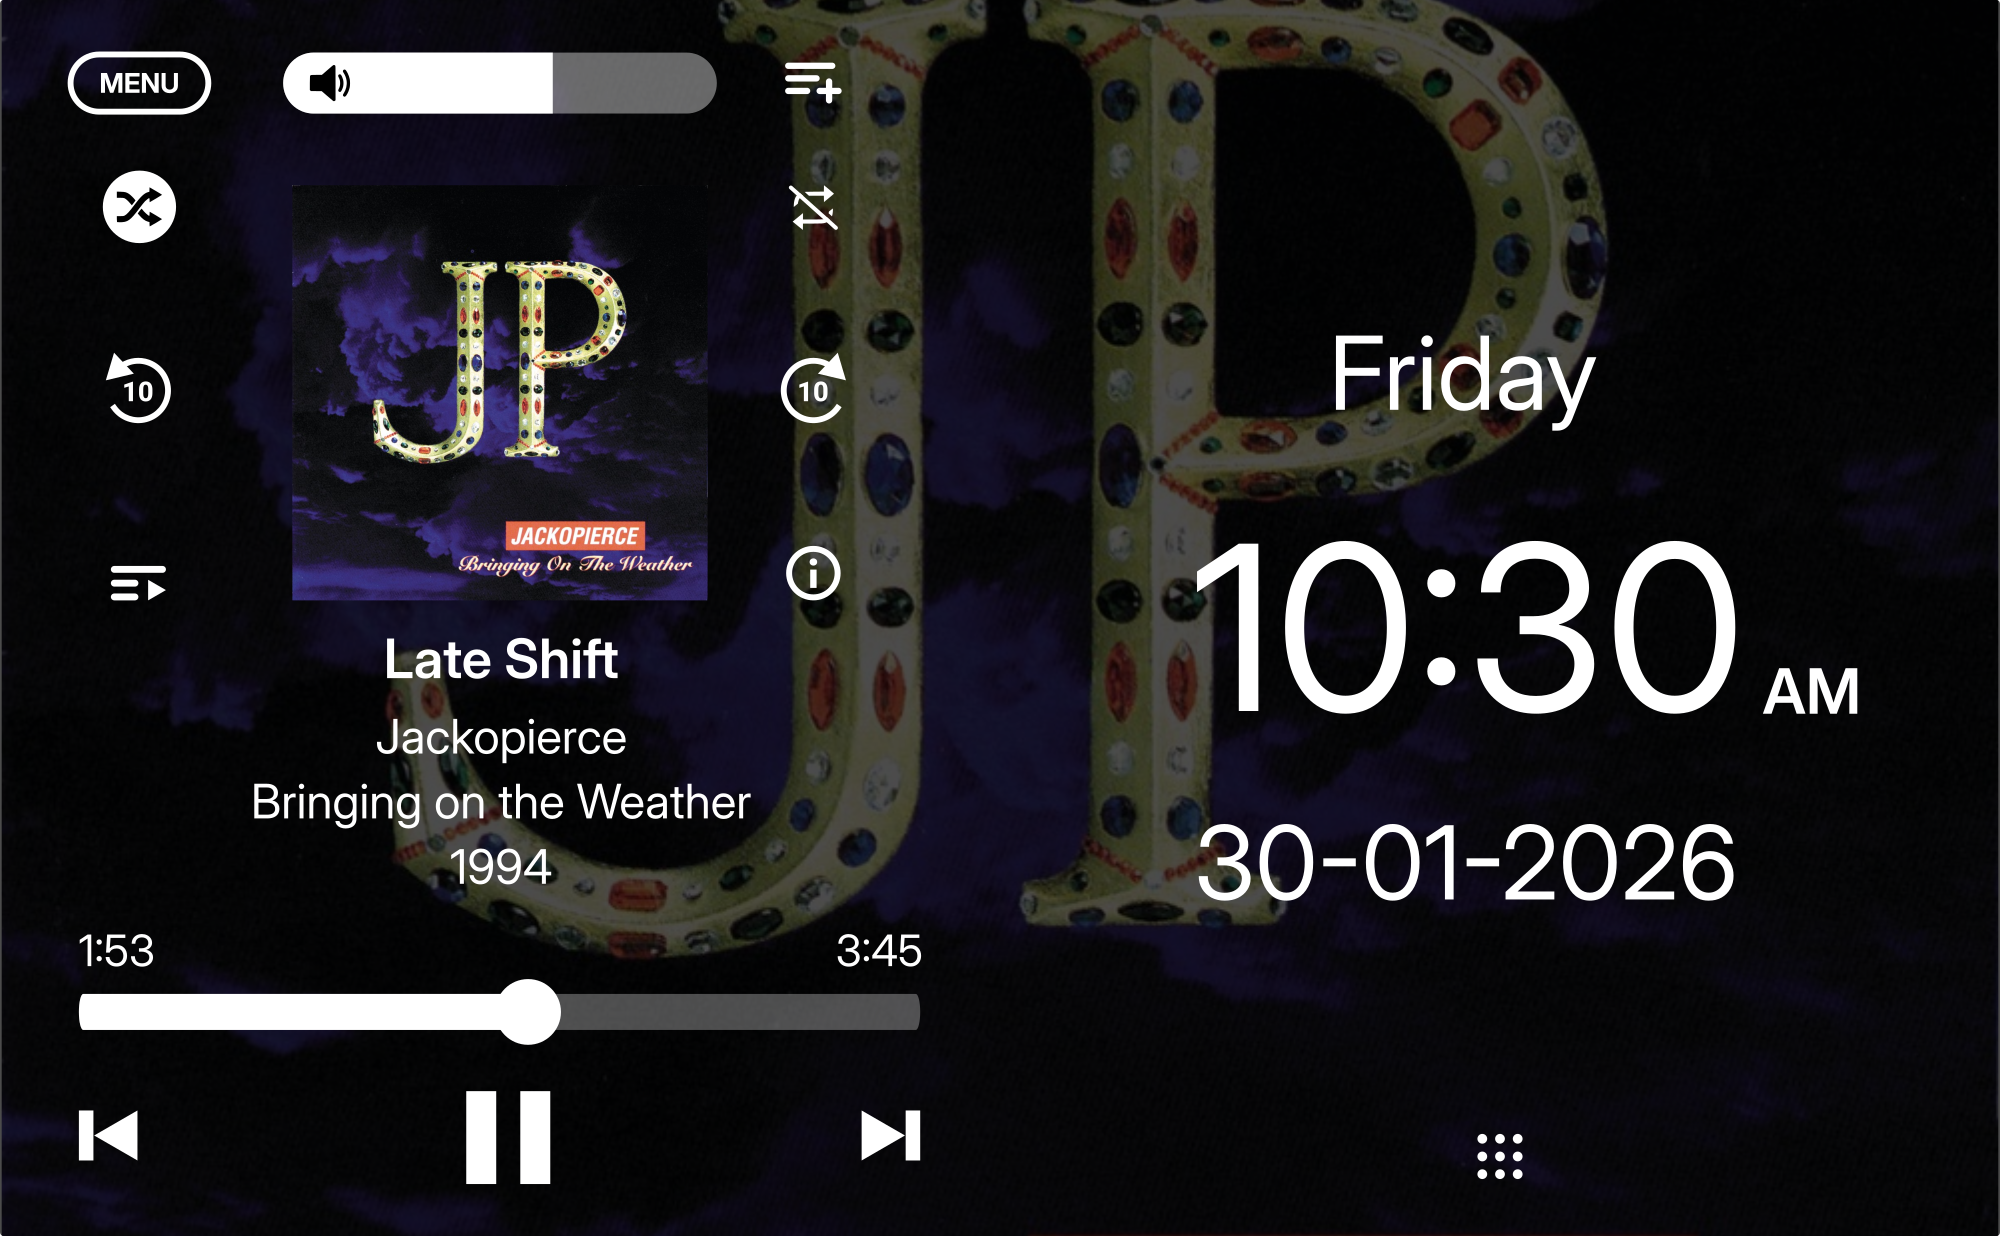 MENU
10
10
JP
JACKOPIERCE
Bringing On The Weather
Late Shift
Jackopierce
Bringing on the Weather
1994
1:53
3:45
Friday
10:30 AM
30-01-2026